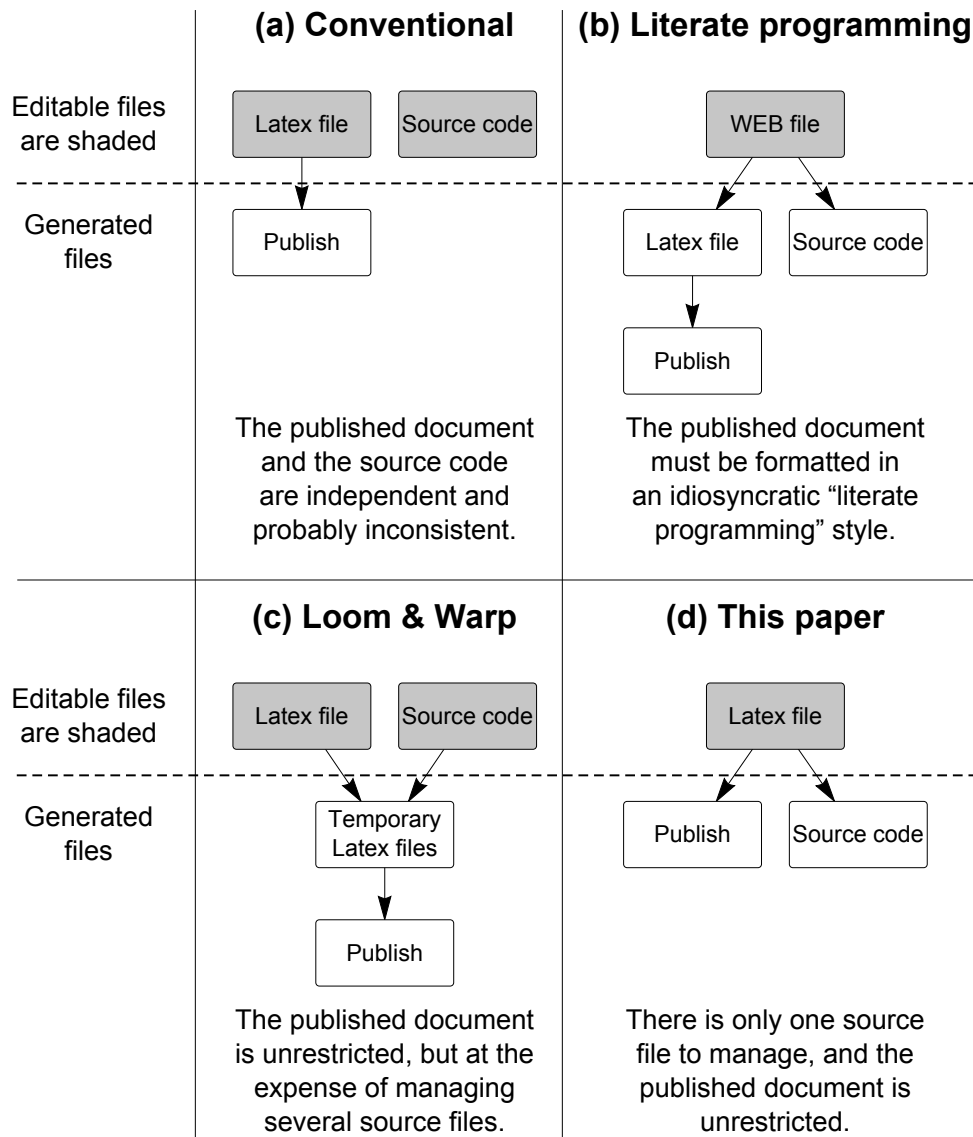 (a) Conventional
(b) Literate programming
Editable files
are shaded
Latex file
Source code
WEB file
Generated
files
Publish
Latex file
Source code
Publish
The published document
and the source code
are independent and
probably inconsistent.
The published document
must be formatted in
an idiosyncratic “literate
programming” style.
(c) Loom & Warp
(d) This paper
Editable files
are shaded
Latex file
Source code
Latex file
Generated
files
Temporary
Latex files
Publish
Source code
Publish
The published document
is unrestricted, but at the
expense of managing
several source files.
There is only one source
file to manage, and the
published document is
unrestricted.